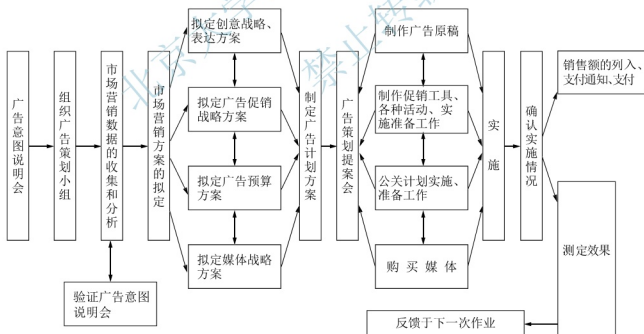 广告意图说明会
组织广告策划小组
市场营销数据的收集和分析
验证广告意图
说明会
市场营销方案的拟定
拟定创意战略、
表达方案
拟定广告促销
战略方案
拟定广告预算
方案
拟定媒体战略
方案
制定广告计划方案
广告策划提案会
制作广告原稿
制作促销工具、
各种活动、实
施准备工作
公关计划实施、
准备工作
购买媒体
实施
确认实施情况
销售额的列入、
支付通知、支付
测定效果
反馈于下一次作业